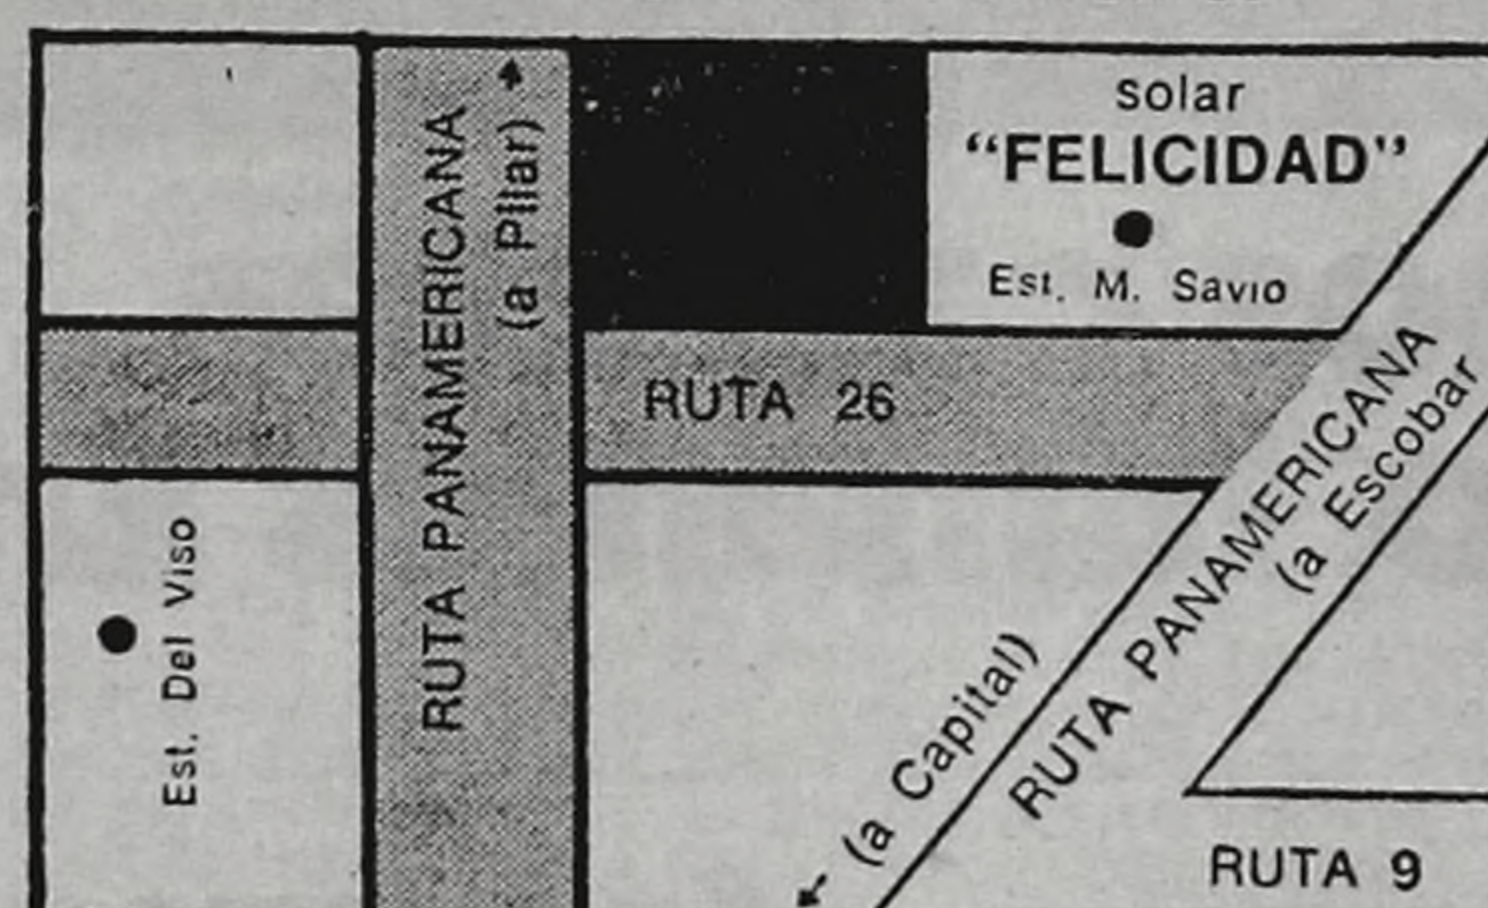 solar
“FELICIDAD”
Est. M. Savio
RUTA PANAMERICANA
(a Pilar)
RUTA 26
RUTA PANAMERICANA
(a Escobar
Est. Del Viso
(a Capital)
RUTA 9